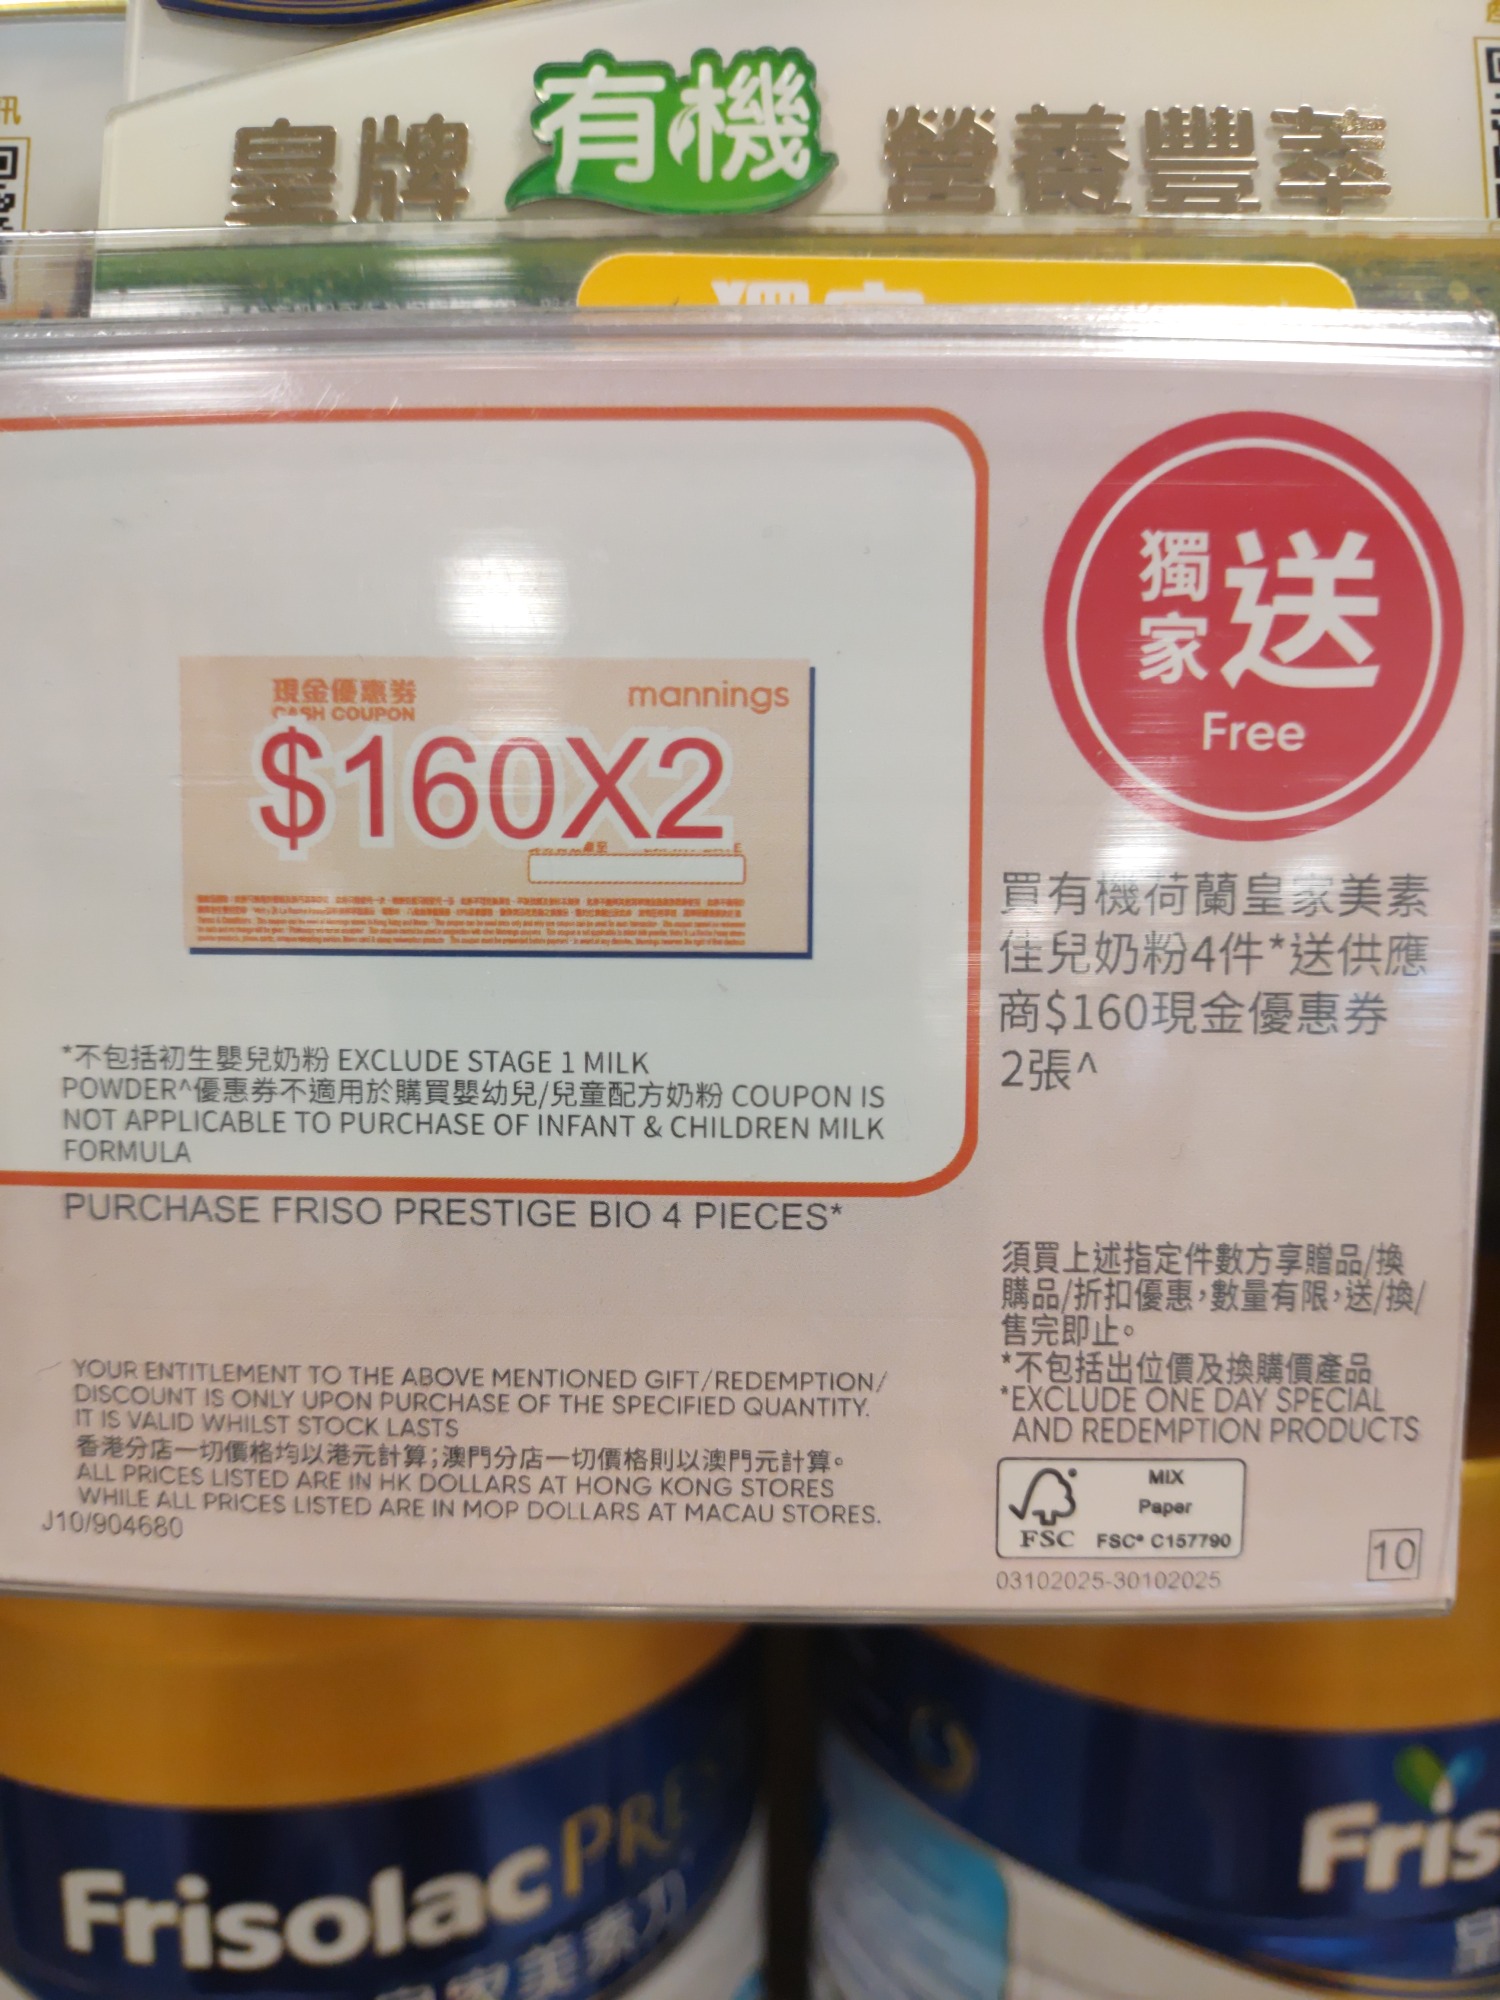 皇牌 有機 營養豐萃
獨家送
Free
現金優惠券
CASH COUPON
mannings
$160X2
買有機荷蘭皇家美素
佳兒奶粉4件*送供應
商$160現金優惠券
2張^
*不包括初生嬰兒奶粉 EXCLUDE STAGE 1 MILK
POWDER^優惠券不適用於購買嬰幼兒/兒童配方奶粉 COUPON IS
NOT APPLICABLE TO PURCHASE OF INFANT & CHILDREN MILK
FORMULA
PURCHASE FRISO PRESTIGE BIO 4 PIECES*
須買上述指定件數方享贈品/換
購品/折扣優惠，數量有限，送/換/
售完即止。
*不包括出位價及換購價產品
*EXCLUDE ONE DAY SPECIAL
AND REDEMPTION PRODUCTS
YOUR ENTITLEMENT TO THE ABOVE MENTIONED GIFT/REDEMPTION/
DISCOUNT IS ONLY UPON PURCHASE OF THE SPECIFIED QUANTITY.
IT IS VALID WHILST STOCK LASTS
香港分店一切價格均以港元計算；澳門分店一切價格則以澳門元計算。
ALL PRICES LISTED ARE IN HK DOLLARS AT HONG KONG STORES
WHILE ALL PRICES LISTED ARE IN MOP DOLLARS AT MACAU STORES.
J10/904680
MIX
Paper
FSC
FSC® C157790
03102025-30102025
10
Frisolac PRE
皇家美素力
Fris
皇